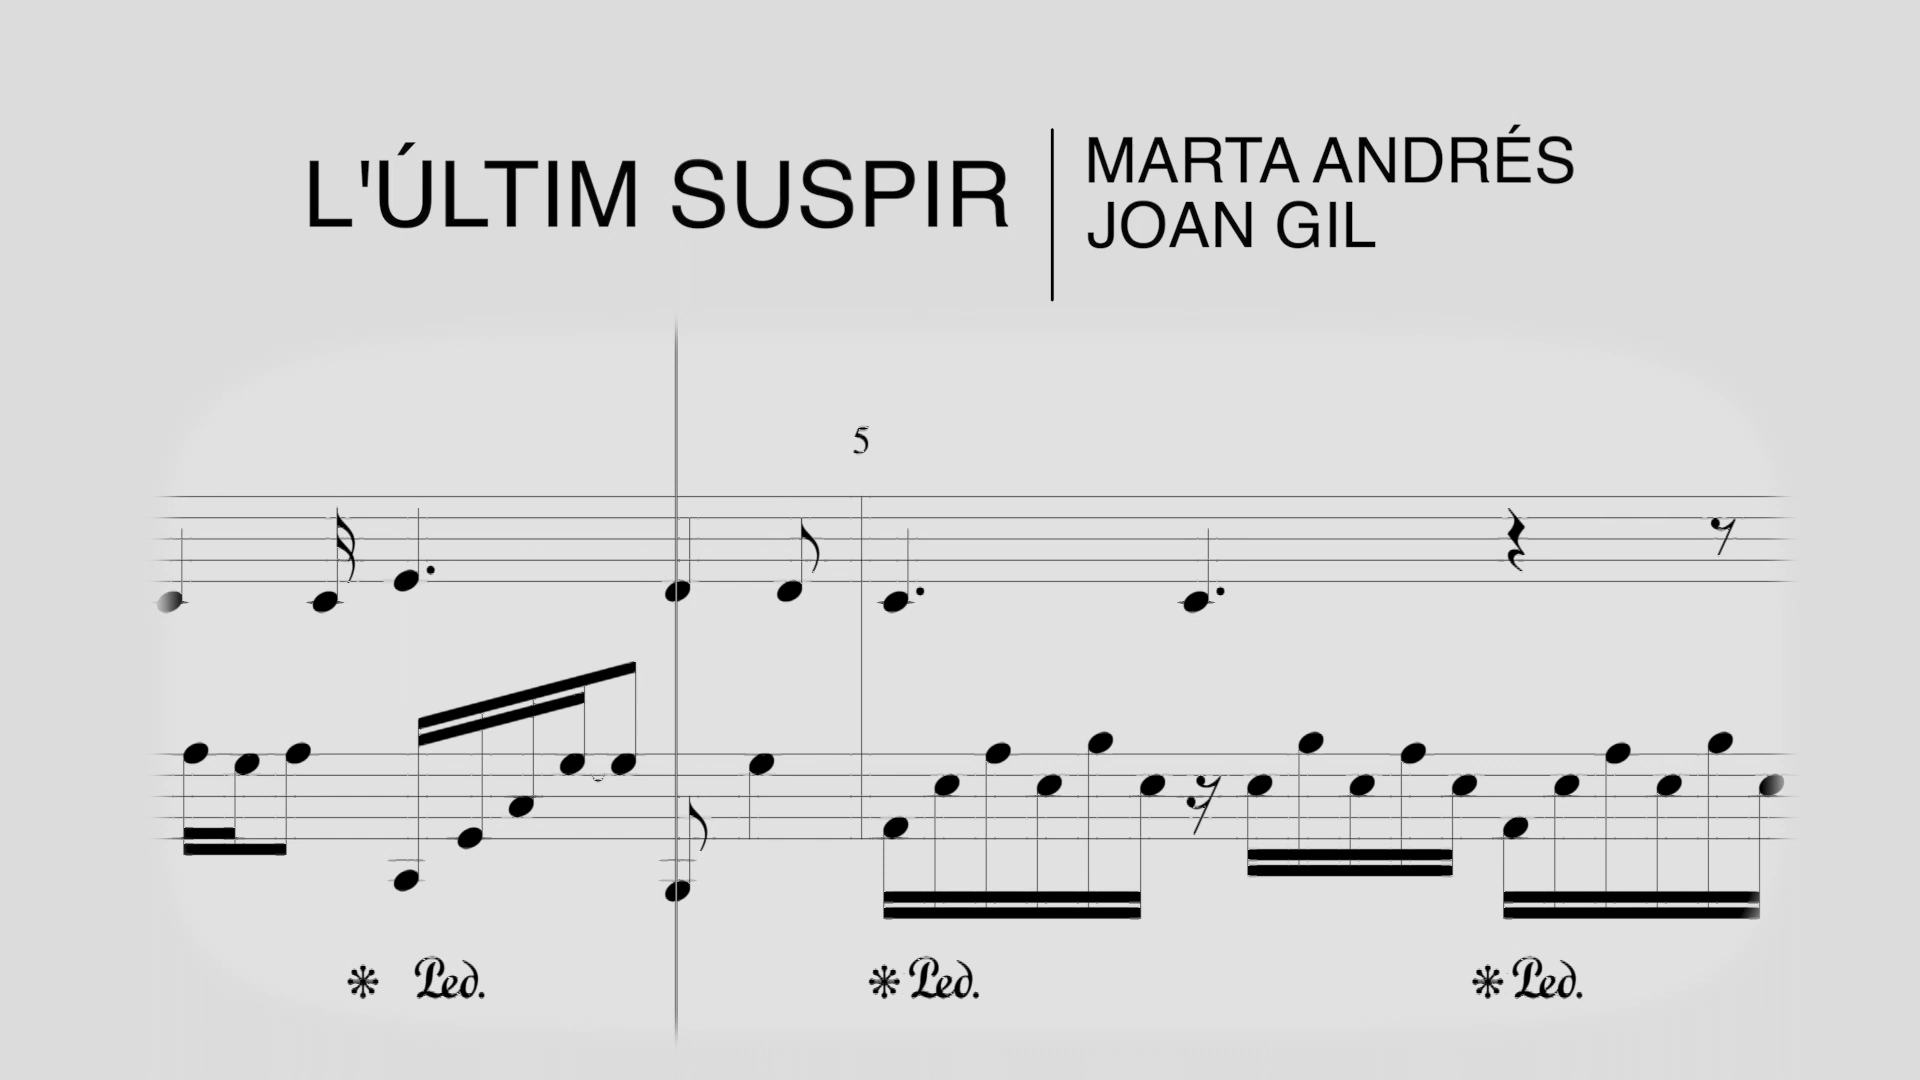 L'ÚLTIM SUSPIR
MARTA ANDRÉS
JOAN GIL
5
Ped.
Ped.
Ped.